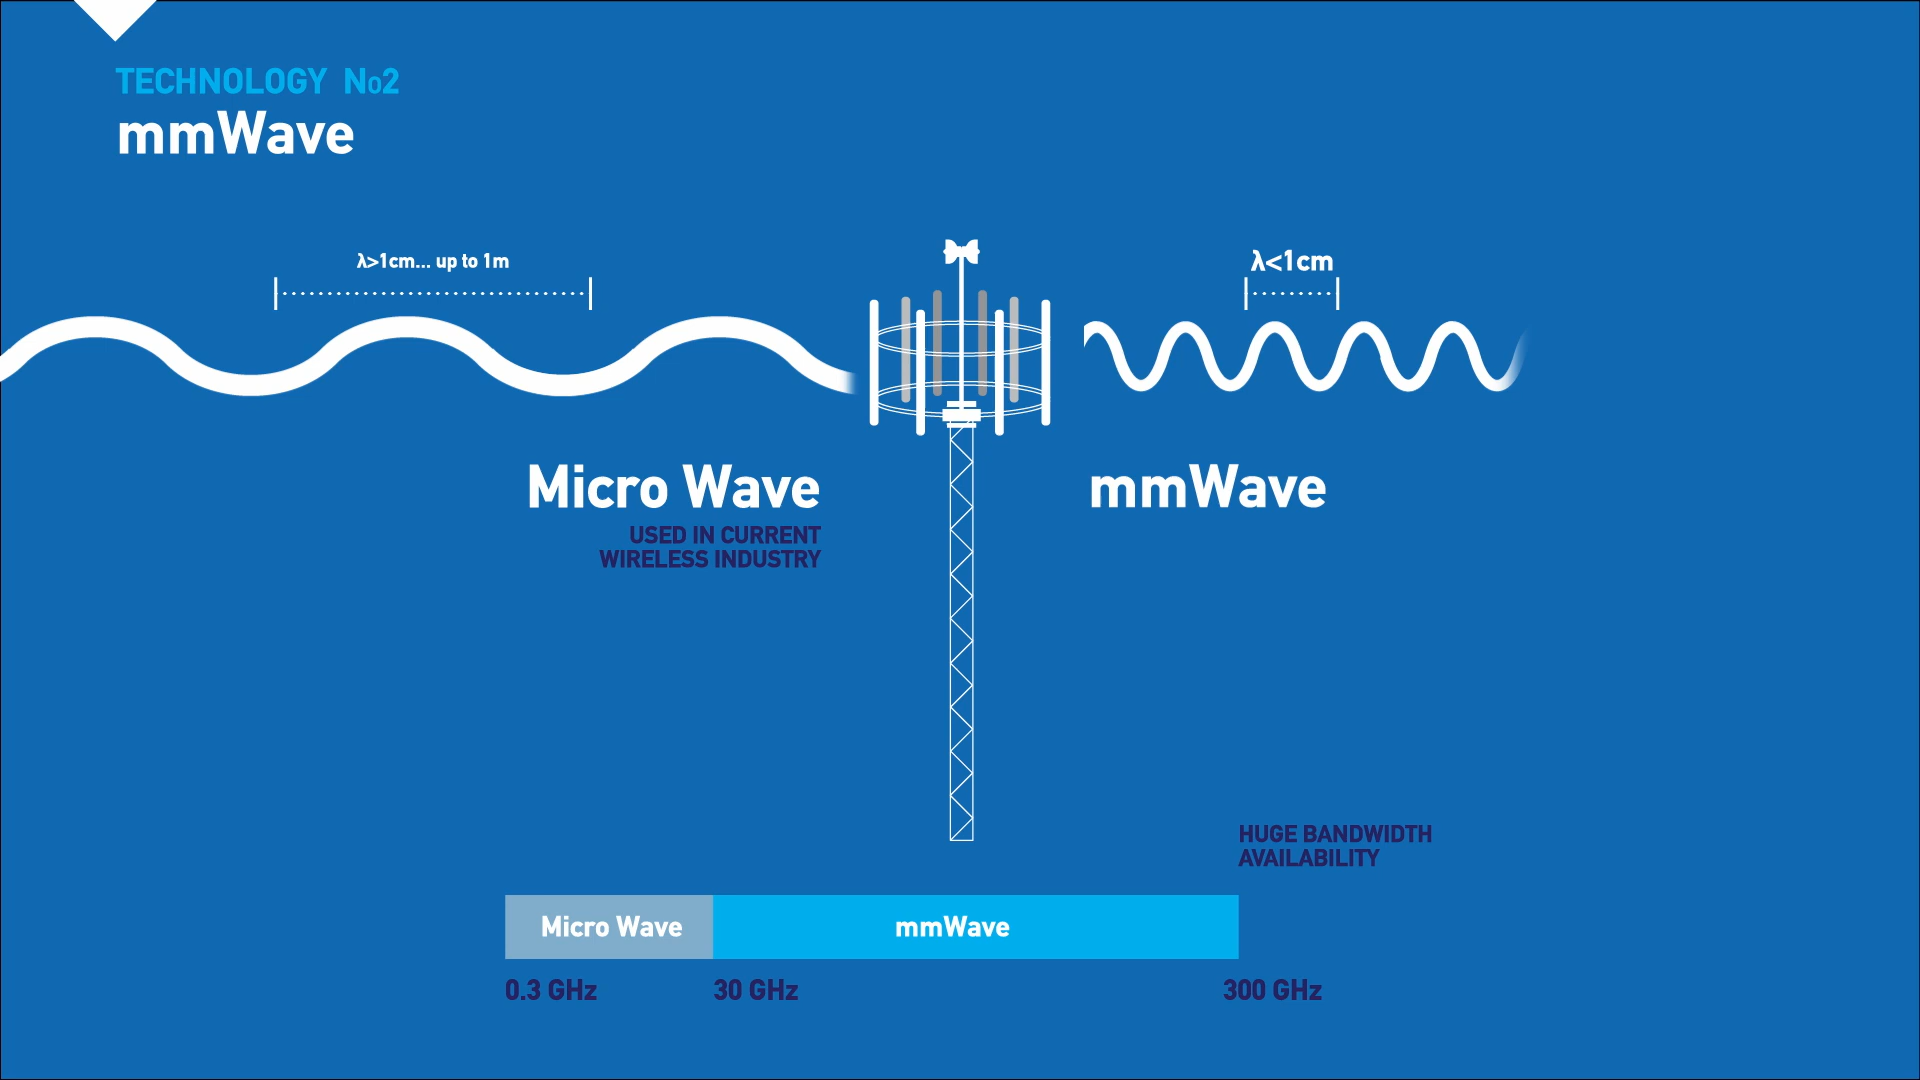 TECHNOLOGY No2
mmWave
λ>1cm... up to 1m
λ<1cm
Micro Wave
USED IN CURRENT
WIRELESS INDUSTRY
mmWave
HUGE BANDWIDTH
AVAILABILITY
Micro Wave
mmWave
0.3 GHz
30 GHz
300 GHz